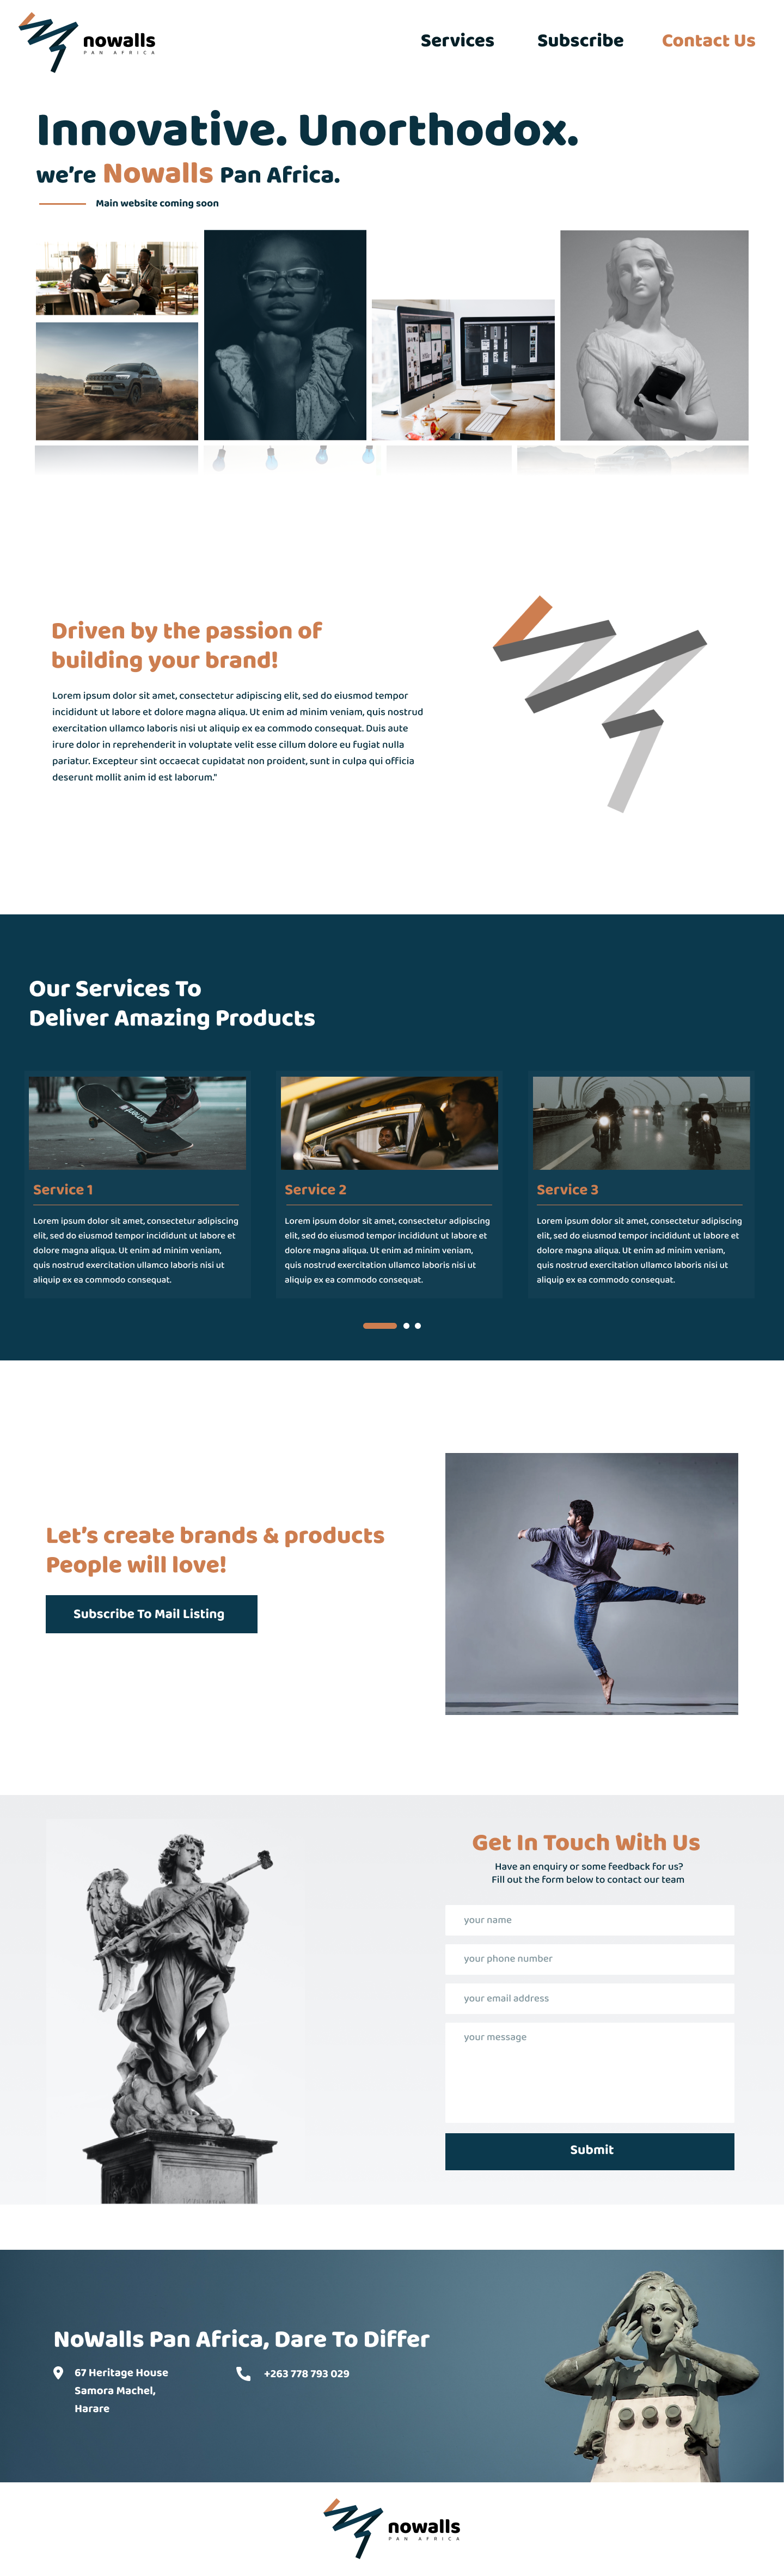 nowalls
PAN AFRICA
Services
Subscribe
Contact Us
Innovative. Unorthodox.
we're Nowalls Pan Africa.
Main website coming soon
Driven by the passion of
building your brand!
Lorem ipsum dolor sit amet, consectetur adipiscing elit, sed do eiusmod tempor
incididunt ut labore et dolore magna aliqua. Ut enim ad minim veniam, quis nostrud
exercitation ullamco laboris nisi ut aliquip ex ea commodo consequat. Duis aute
irure dolor in reprehenderit in voluptate velit esse cillum dolore eu fugiat nulla
pariatur. Excepteur sint occaecat cupidatat non proident, sunt in culpa qui officia
deserunt mollit anim id est laborum."
Our Services To
Deliver Amazing Products
Service 1
Lorem ipsum dolor sit amet, consectetur adipiscing
elit, sed do eiusmod tempor incididunt ut labore et
dolore magna aliqua. Ut enim ad minim veniam,
quis nostrud exercitation ullamco laboris nisi ut
aliquip ex ea commodo consequat.
Service 2
Lorem ipsum dolor sit amet, consectetur adipiscing
elit, sed do eiusmod tempor incididunt ut labore et
dolore magna aliqua. Ut enim ad minim veniam,
quis nostrud exercitation ullamco laboris nisi ut
aliquip ex ea commodo consequat.
Service 3
Lorem ipsum dolor sit amet, consectetur adipiscing
elit, sed do eiusmod tempor incididunt ut labore et
dolore magna aliqua. Ut enim ad minim veniam,
quis nostrud exercitation ullamco laboris nisi ut
aliquip ex ea commodo consequat.
Let's create brands & products
People will love!
Subscribe To Mail Listing
Get In Touch With Us
Have an enquiry or some feedback for us?
Fill out the form below to contact our team
your name
your phone number
your email address
your message
Submit
NoWalls Pan Africa, Dare To Differ
67 Heritage House
Samora Machel,
Harare
+263 778 793 029
nowalls
PAN AFRICA